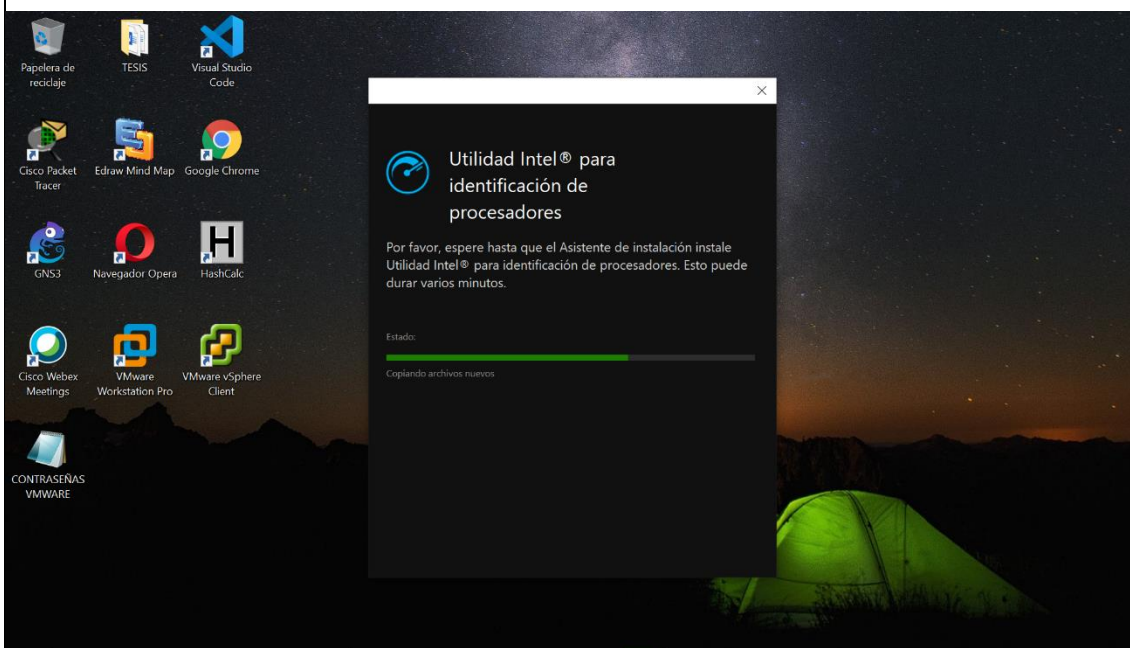 Papelera de
reciclaje
TESIS
Visual Studio
Code
Cisco Packet
Tracer
Edraw Mind Map
Google Chrome
GNS3
Navegador Opera
H
HashCalc
Cisco Webex
Meetings
VMware
Workstation Pro
VMware vSphere
Client
CONTRASEÑAS
VMWARE
Utilidad Intel® para
identificación de
procesadores
Por favor, espere hasta que el Asistente de instalación instale
Utilidad Intel® para identificación de procesadores. Esto puede
durar varios minutos.
Estado:
Copiando archivos nuevos